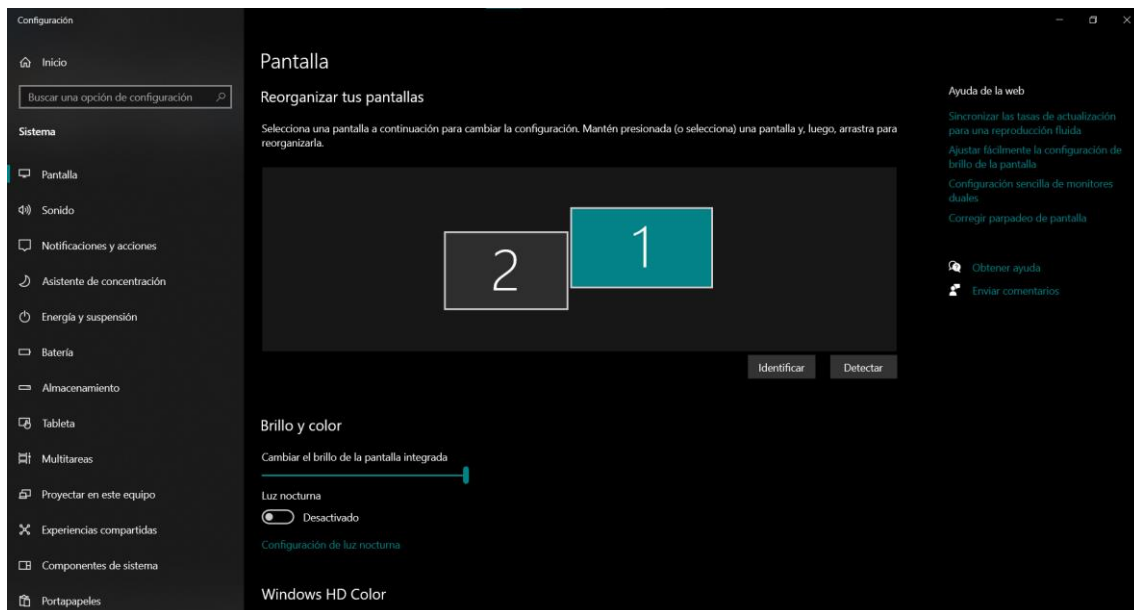 Configuración
Inicio
Buscar una opción de configuración
Sistema
Pantalla
Sonido
Notificaciones y acciones
Asistente de concentración
Energía y suspensión
Batería
Almacenamiento
Tableta
Multitareas
Proyectar en este equipo
Experiencias compartidas
Componentes de sistema
Portapapeles
Pantalla
Reorganizar tus pantallas
Selecciona una pantalla a continuación para cambiar la configuración. Mantén presionada (o selecciona) una pantalla y, luego, arrastra para
reorganizarla.
2
1
Identificar
Detectar
Brillo y color
Cambiar el brillo de la pantalla integrada
Luz nocturna
Desactivado
Configuración de luz nocturna
Windows HD Color
Ayuda de la web
Sincronizar las tasas de actualización
para una reproducción fluida
Ajustar fácilmente la configuración de
brillo de la pantalla
Configuración sencilla de monitores
duales
Corregir parpadeo de pantalla
Obtener ayuda
Enviar comentarios